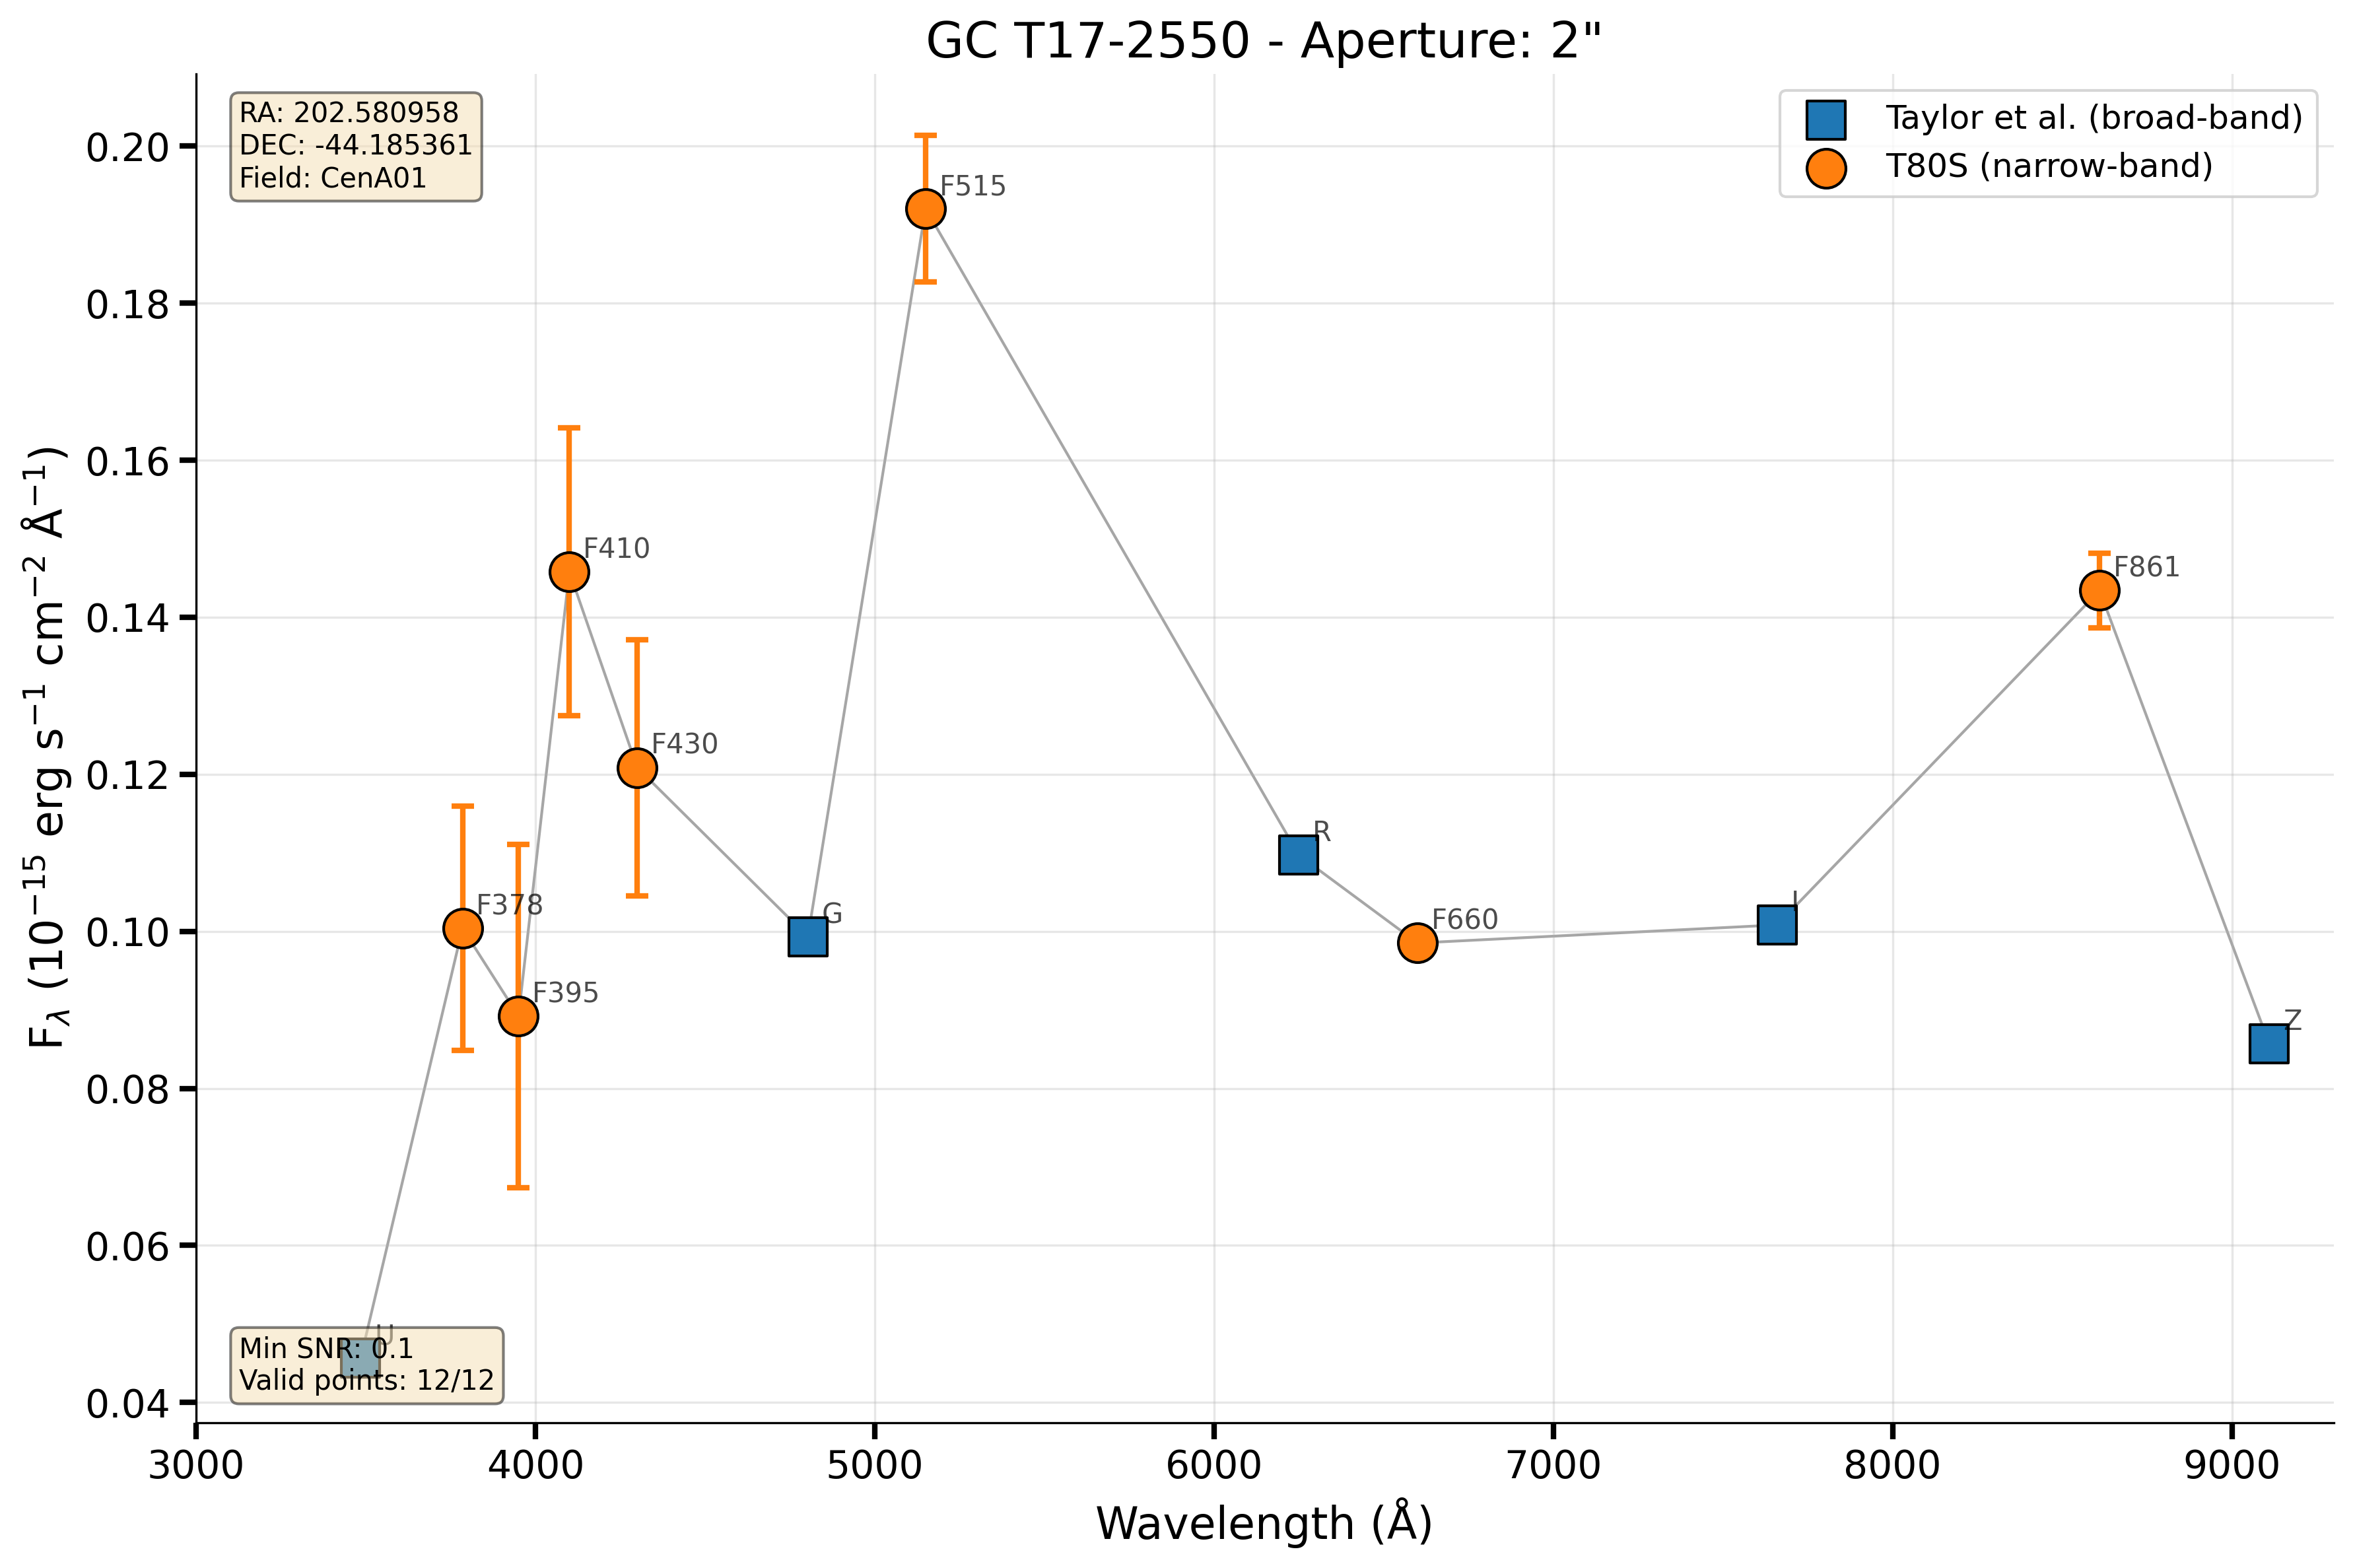 GC T17-2550 - Aperture: 2"
RA: 202.580958
DEC: -44.185361
Field: CenA01
Taylor et al. (broad-band)
T80S (narrow-band)
F515
F410
F861
F430
R
F378
G
F660
I
F395
Z
U
Min SNR: 0.1
Valid points: 12/12
0.20
0.18
0.16
0.14
0.12
0.10
0.08
0.06
0.04
F$_{λ}$ (10$^{−15}$ erg s$^{−1}$ cm$^{−2}$ Å$^{−1}$)
3000 4000 5000 6000 7000 8000 9000
Wavelength (Å)